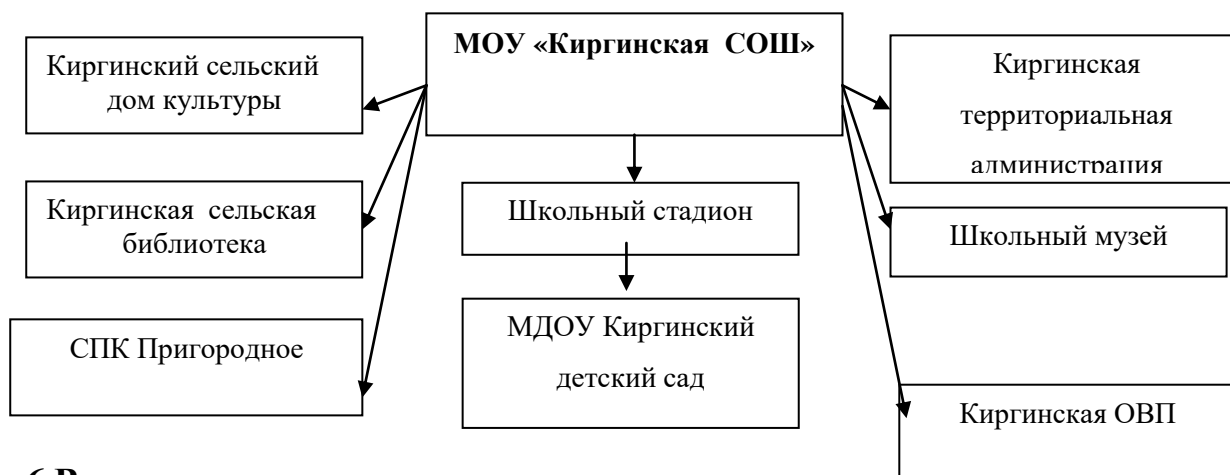 МОУ «Киргинская СОШ»
Киргинский сельский
дом культуры
Киргинская
территориальная
администрация
Киргинская сельская
библиотека
Школьный стадион
Школьный музей
СПК Пригородное
МДОУ Киргинский
детский сад
Киргинская ОВП